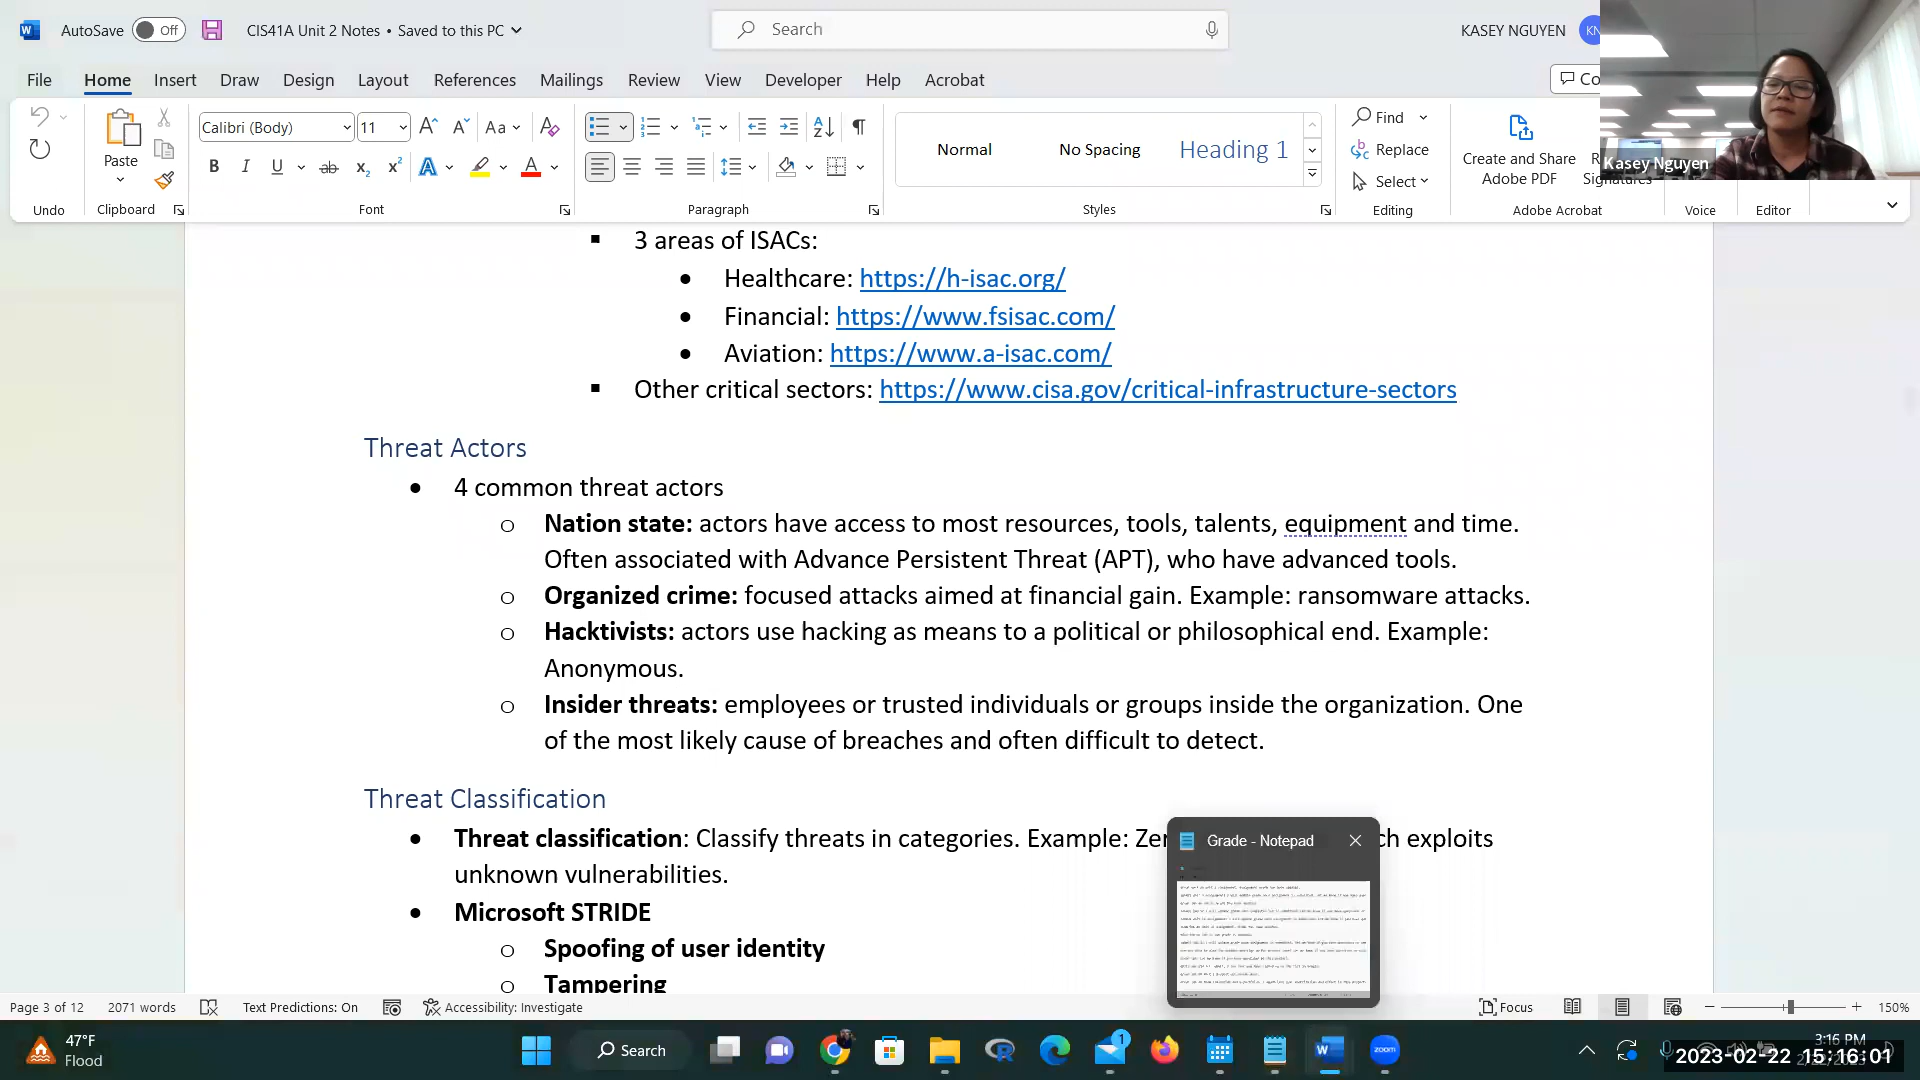 AutoSave Off CIS41A Unit 2 Notes • Saved to this PC Search KASEY NGUYEN KN
File Home Insert Draw Design Layout References Mailings Review View Developer Help Acrobat Co
Calibri (Body) 11 Aa
Paste
B I U ab x₂ x² A A
Normal No Spacing Heading 1
Find
Replace
Select
Create and Share
Adobe PDF
R
Signatures
Kasey Nguyen
Undo Clipboard Font Paragraph Styles Editing Adobe Acrobat Voice Editor
▪ 3 areas of ISACs:
• Healthcare: https://h-isac.org/
• Financial: https://www.fsisac.com/
• Aviation: https://www.a-isac.com/
▪ Other critical sectors: https://www.cisa.gov/critical-infrastructure-sectors
Threat Actors
• 4 common threat actors
o Nation state: actors have access to most resources, tools, talents, equipment and time.
Often associated with Advance Persistent Threat (APT), who have advanced tools.
o Organized crime: focused attacks aimed at financial gain. Example: ransomware attacks.
o Hacktivists: actors use hacking as means to a political or philosophical end. Example:
Anonymous.
o Insider threats: employees or trusted individuals or groups inside the organization. One
of the most likely cause of breaches and often difficult to detect.
Threat Classification
• Threat classification: Classify threats in categories. Example: Zer ch exploits
unknown vulnerabilities.
• Microsoft STRIDE
o Spoofing of user identity
o Tampering
Grade - Notepad
Page 3 of 12 2071 words Text Predictions: On Accessibility: Investigate Focus 150%
47°F
Flood
Search
1
zoom
3:16 PM
2023-02-22 15:16:01